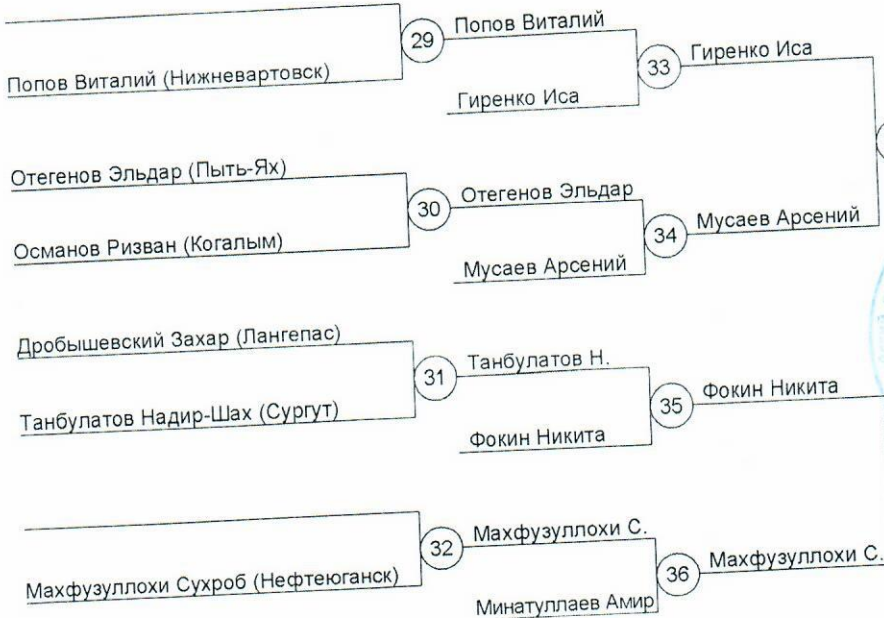 Попов Виталий
29
Гиренко Иса
Попов Виталий (Нижневартовск)
33
Гиренко Иса
Отегенов Эльдар (Пыть-Ях)
Отегенов Эльдар
30
Мусаев Арсений
Османов Ризван (Когалым)
34
Мусаев Арсений
Дробышевский Захар (Лангепас)
Танбулатов Н.
31
Фокин Никита
Танбулатов Надир-Шах (Сургут)
35
Фокин Никита
Махфузуллохи С.
32
Махфузуллохи С.
Махфузуллохи Сухроб (Нефтеюганск)
36
Минатуллаев Амир